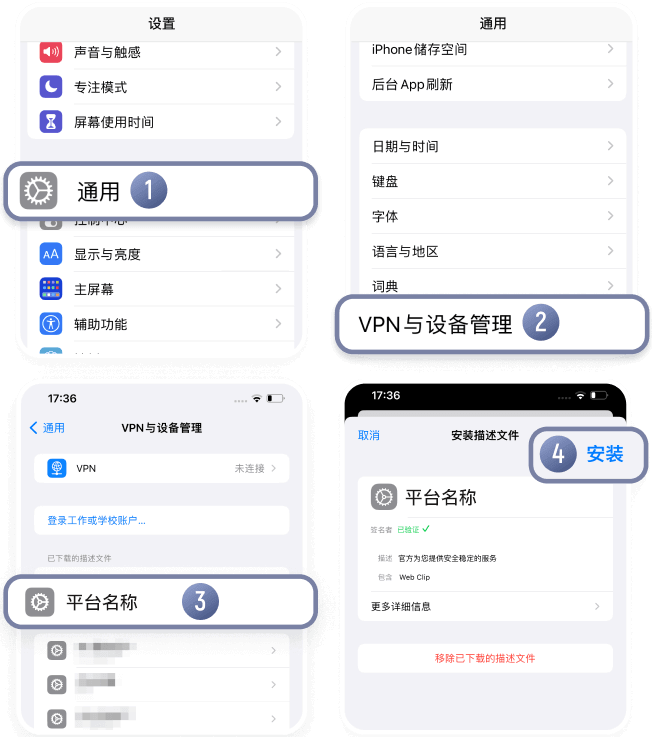 设置
声音与触感
专注模式
屏幕使用时间
通用 1
控制中心
显示与亮度
主屏幕
辅助功能
通用
iPhone储存空间
后台App刷新
日期与时间
键盘
字体
语言与地区
词典
VPN与设备管理 2
17:36
通用
VPN与设备管理
VPN 未连接
登录工作或学校账户...
已下载的描述文件
平台名称 3
17:36
取消 安装描述文件
4 安装
平台名称
签名者 已验证
描述 官方为您提供安全稳定的服务
包含 Web Clip
更多详细信息
移除已下载的描述文件